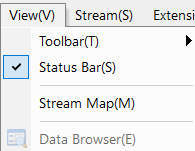 View(V) Stream(S) Extensi
Toolbar(T)
Status Bar(S)
Stream Map(M)
Data Browser(E)